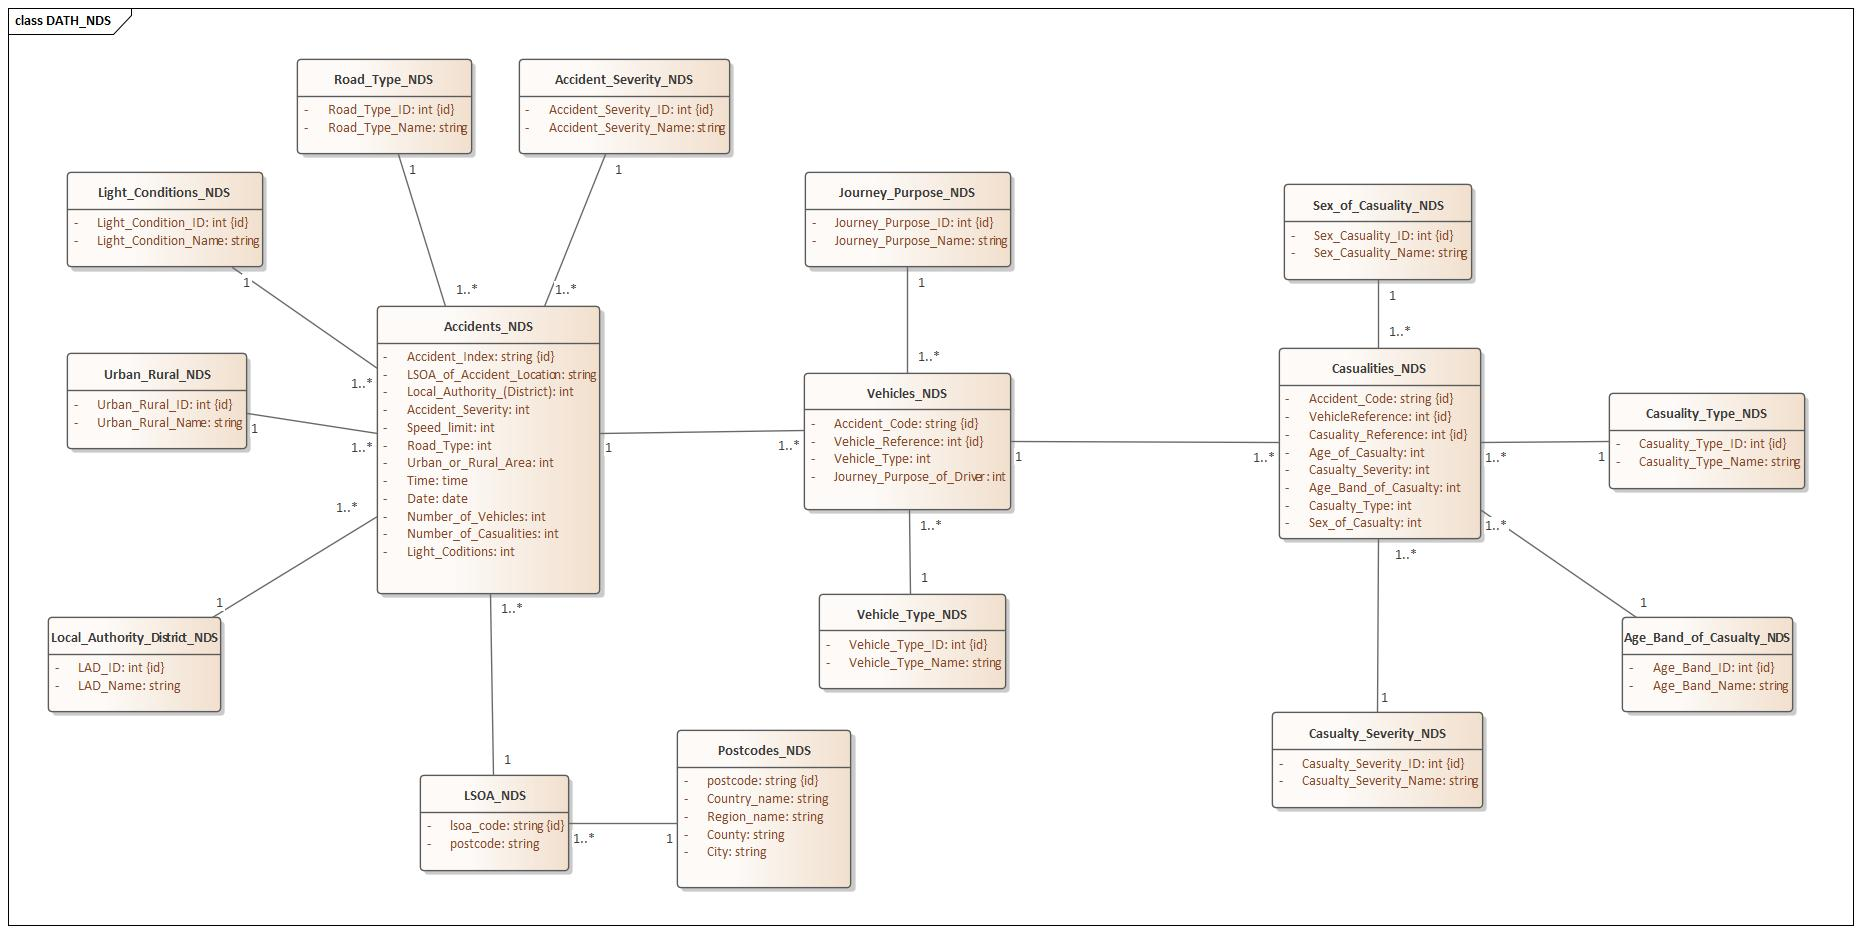 class DATH_NDS
Road_Type_NDS
- Road_Type_ID: int {id}
- Road_Type_Name: string
1
1..*
Accident_Severity_NDS
- Accident_Severity_ID: int {id}
- Accident_Severity_Name: string
1
1..*
Light_Conditions_NDS
- Light_Condition_ID: int {id}
- Light_Condition_Name: string
1
1..*
Urban_Rural_NDS
- Urban_Rural_ID: int {id}
- Urban_Rural_Name: string
1
1..*
Accidents_NDS
- Accident_Index: string {id}
- LSOA_of_Accident_Location: string
- Local_Authority_(District): int
- Accident_Severity: int
- Speed_limit: int
- Road_Type: int
- Urban_or_Rural_Area: int
- Time: time
- Date: date
- Number_of_Vehicles: int
- Number_of_Casualities: int
- Light_Coditions: int
1
1..*
Local_Authority_District_NDS
- LAD_ID: int {id}
- LAD_Name: string
1
1..*
LSOA_NDS
- lsoa_code: string {id}
- postcode: string
1
1..*
1..*
1
Postcodes_NDS
- postcode: string {id}
- Country_name: string
- Region_name: string
- County: string
- City: string
Journey_Purpose_NDS
- Journey_Purpose_ID: int {id}
- Journey_Purpose_Name: string
1
1..*
Vehicles_NDS
- Accident_Code: string {id}
- Vehicle_Reference: int {id}
- Vehicle_Type: int
- Journey_Purpose_of_Driver: int
1
1..*
1..*
1
Vehicle_Type_NDS
- Vehicle_Type_ID: int {id}
- Vehicle_Type_Name: string
Sex_of_Casuality_NDS
- Sex_Casuality_ID: int {id}
- Sex_Casuality_Name: string
1
1..*
Casualities_NDS
- Accident_Code: string {id}
- VehicleReference: int {id}
- Casualty_Reference: int {id}
- Age_of_Casualty: int
- Casualty_Severity: int
- Age_Band_of_Casualty: int
- Casualty_Type: int
- Sex_of_Casualty: int
1..*
1
Casuality_Type_NDS
- Casuality_Type_ID: int {id}
- Casuality_Type_Name: string
1..*
1
Age_Band_of_Casualty_NDS
- Age_Band_ID: int {id}
- Age_Band_Name: string
1..*
1
Casualty_Severity_NDS
- Casualty_Severity_ID: int {id}
- Casualty_Severity_Name: string